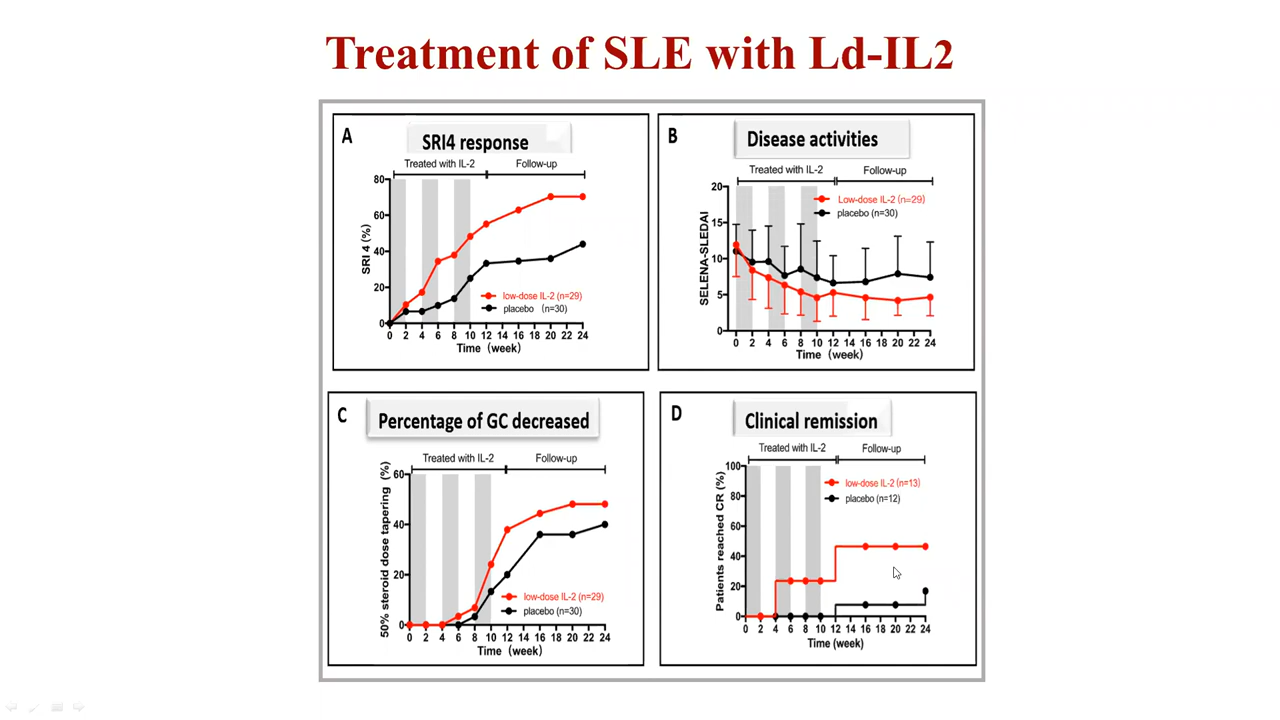 Treatment of SLE with Ld-IL2
A
SRI4 response
Treated with IL-2
Follow-up
80
60
40
20
0
SRI 4 (%)
low-dose IL-2 (n=29)
placebo (n=30)
0 2 4 6 8 10 12 14 16 18 20 22 24
Time (week)
B
Disease activities
Treated with IL-2
Follow-up
20
15
10
5
0
SELENA-SLEDAI
Low-dose IL-2 (n=29)
placebo (n=30)
0 2 4 6 8 10 12 14 16 18 20 22 24
Time (week)
C
Percentage of GC decreased
Treated with IL-2
Follow-up
60
40
20
0
50% steroid dose tapering (%)
low-dose IL-2 (n=29)
placebo (n=30)
0 2 4 6 8 10 12 14 16 18 20 22 24
Time (week)
D
Clinical remission
Treated with IL-2
Follow-up
100
80
60
40
20
0
Patients reached CR (%)
low-dose IL-2 (n=13)
placebo (n=12)
0 2 4 6 8 10 12 14 16 18 20 22 24
Time (week)